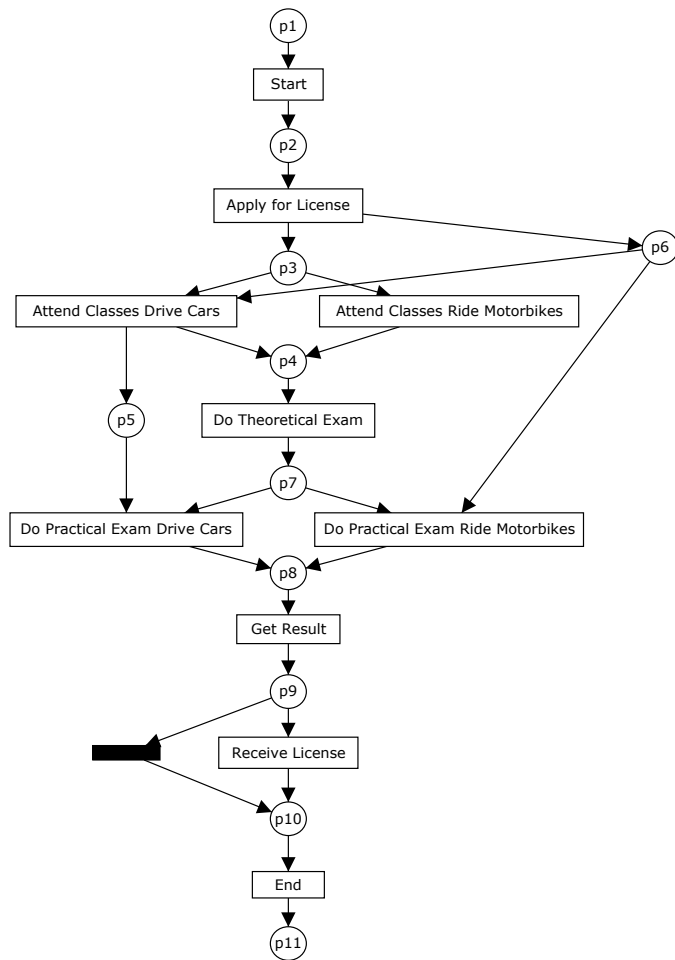 p1
Start
p2
Apply for License
p6
p3
Attend Classes Drive Cars
Attend Classes Ride Motorbikes
p4
p5
Do Theoretical Exam
p7
Do Practical Exam Drive Cars
Do Practical Exam Ride Motorbikes
p8
Get Result
p9
Receive License
p10
End
p11